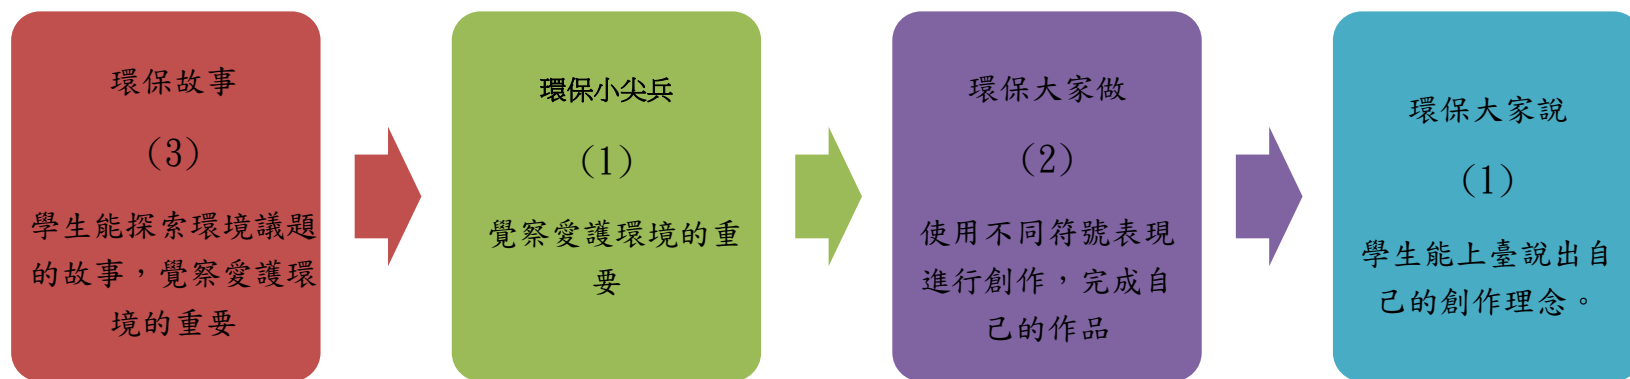 環保故事
(3)
學生能探索環境議題
的故事，覺察愛護環
境的重要
環保小尖兵
(1)
覺察愛護環境的重
要
環保大家做
(2)
使用不同符號表現
進行創作，完成自
己的作品
環保大家說
(1)
學生能上臺說出自
己的創作理念。